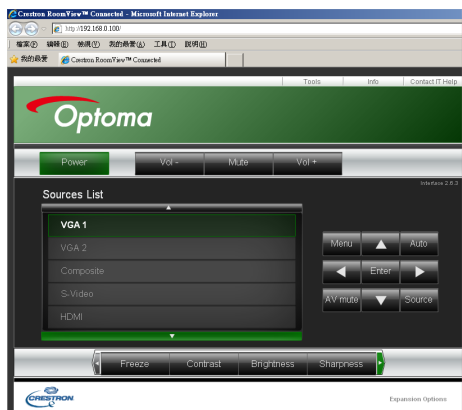 Crestron RoomView™ Connected - Microsoft Internet Explorer
http://192.168.0.100/
檔案(F) 編輯(E) 檢視(V) 我的最愛(A) 工具(T) 說明(H)
我的最愛 Crestron RoomView™ Connected
Tools Info Contact IT Help
Optoma
Power Vol - Mute Vol +
Interface 2.8.3
Sources List
VGA 1
VGA 2
Composite
S-Video
HDMI
Menu Auto
Enter
AV mute Source
Freeze Contrast Brightness Sharpness
CRESTRON
Expansion Options